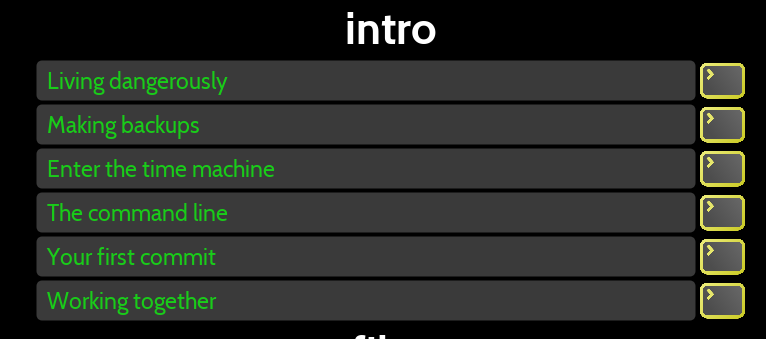 intro
Living dangerously
Making backups
Enter the time machine
The command line
Your first commit
Working together